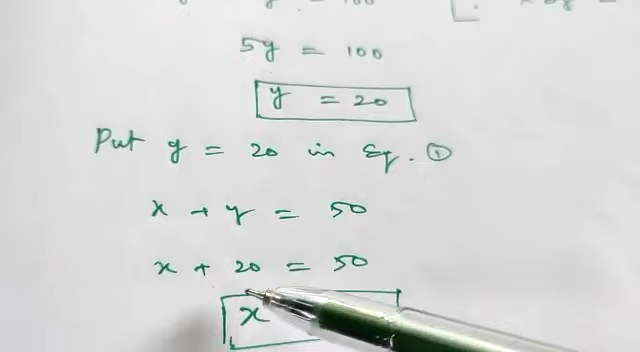 5y = 100
y = 20
Put y = 20 in Eq. ①
x + y = 50
x + 20 = 50
x